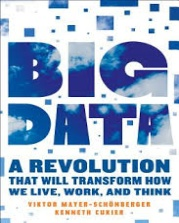 BIG
DATA
A REVOLUTION
THAT WILL TRANSFORM HOW
WE LIVE, WORK, AND THINK
VIKTOR MAYER-SCHÖNBERGER
KENNETH CUKIER